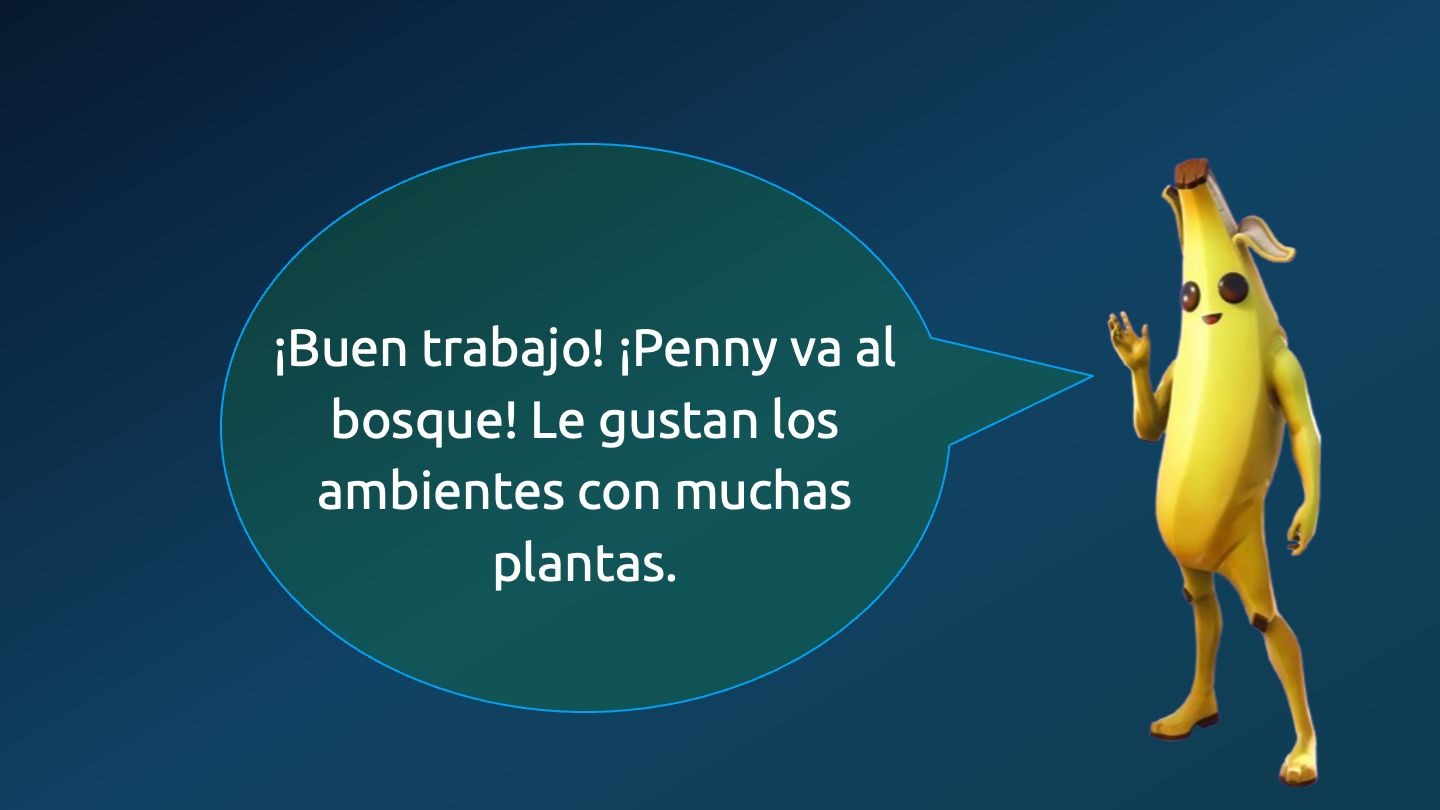 ¡Buen trabajo! ¡Penny va al
bosque! Le gustan los
ambientes con muchas
plantas.